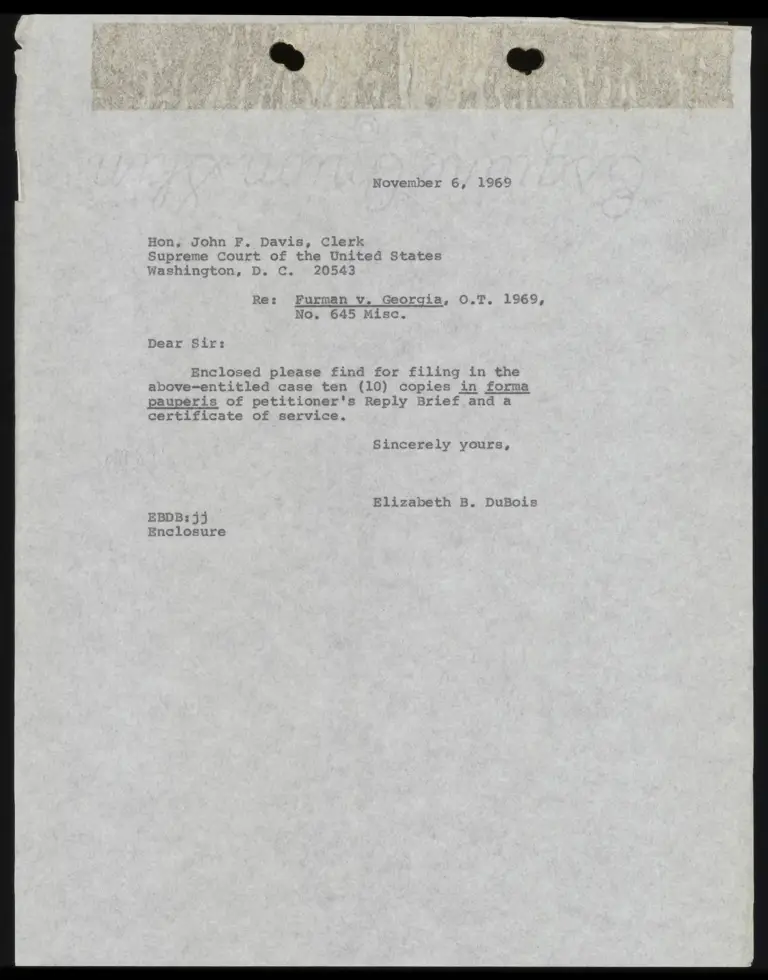 November 6, 1969
Hon. John F. Davis, Clerk
Supreme Court of the United States
Washington, D. C. 20543
Re: Furman v. Georgia, O.T. 1969,
No. 645 Misc.
Dear Sir:
Enclosed please find for filing in the
above-entitled case ten (10) copies in forma
pauperis of petitioner's Reply Brief and a
certificate of service.
Sincerely yours,
Elizabeth B. DuBois
EBDB:jj
Enclosure